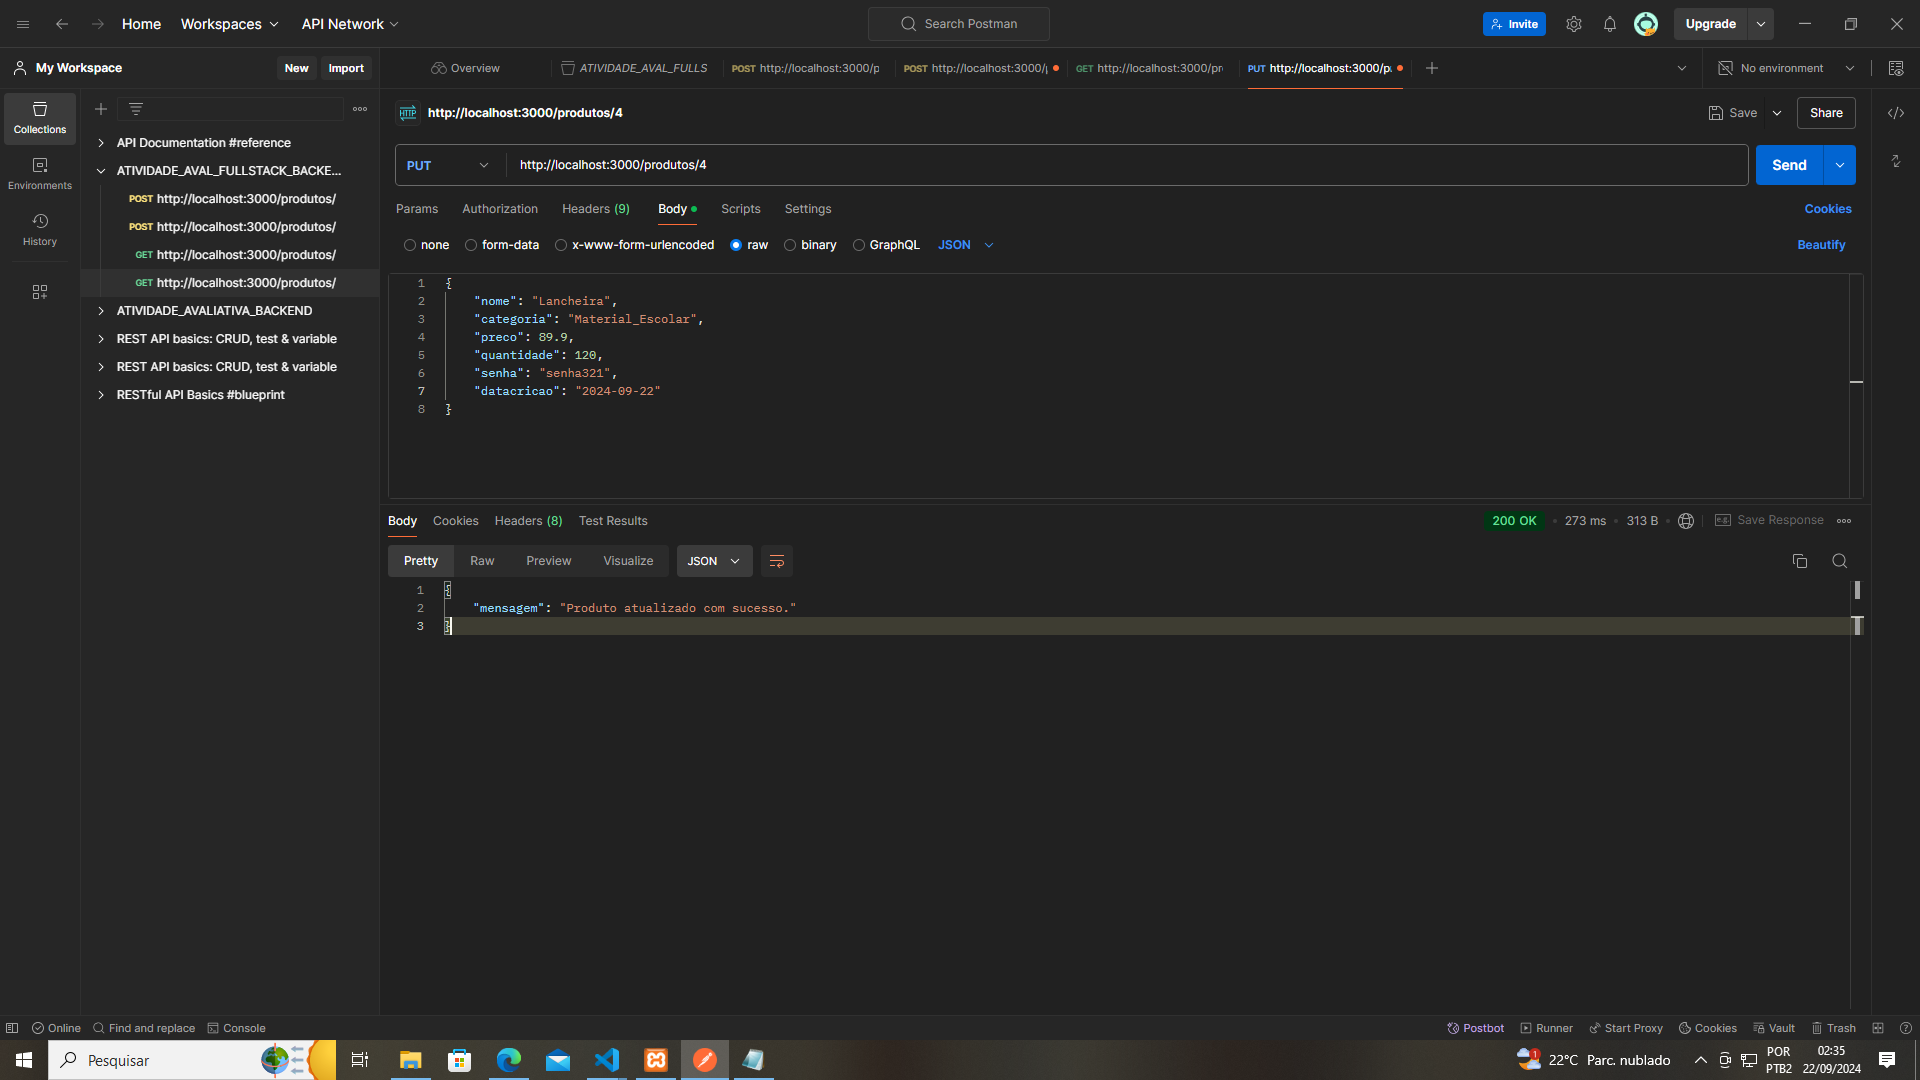 Home
Workspaces
API Network
Search Postman
Invite
Upgrade
My Workspace
New
Import
Overview
ATIVIDADE_AVAL_FULLS
POST http://localhost:3000/p
POST http://localhost:3000/p
GET http://localhost:3000/pr
PUT http://localhost:3000/p
No environment
Collections
Environments
History
API Documentation #reference
ATIVIDADE_AVAL_FULLSTACK_BACKE...
POST http://localhost:3000/produtos/
POST http://localhost:3000/produtos/
GET http://localhost:3000/produtos/
GET http://localhost:3000/produtos/
ATIVIDADE_AVALIATIVA_BACKEND
REST API basics: CRUD, test & variable
REST API basics: CRUD, test & variable
RESTful API Basics #blueprint
HTTP http://localhost:3000/produtos/4
Save
Share
PUT
http://localhost:3000/produtos/4
Send
Params
Authorization
Headers (9)
Body
Scripts
Settings
Cookies
none
form-data
x-www-form-urlencoded
raw
binary
GraphQL
JSON
Beautify
1 {
2 "nome": "Lancheira",
3 "categoria": "Material_Escolar",
4 "preco": 89.9,
5 "quantidade": 120,
6 "senha": "senha321",
7 "datacricao": "2024-09-22"
8 }
Body
Cookies
Headers (8)
Test Results
200 OK
273 ms
313 B
e.g.
Save Response
Pretty
Raw
Preview
Visualize
JSON
1 {
2 "mensagem": "Produto atualizado com sucesso."
3 }
Online
Find and replace
Console
Postbot
Runner
Start Proxy
Cookies
Vault
Trash
Pesquisar
1
22°C Parc. nublado
POR
PTB2
02:35
22/09/2024